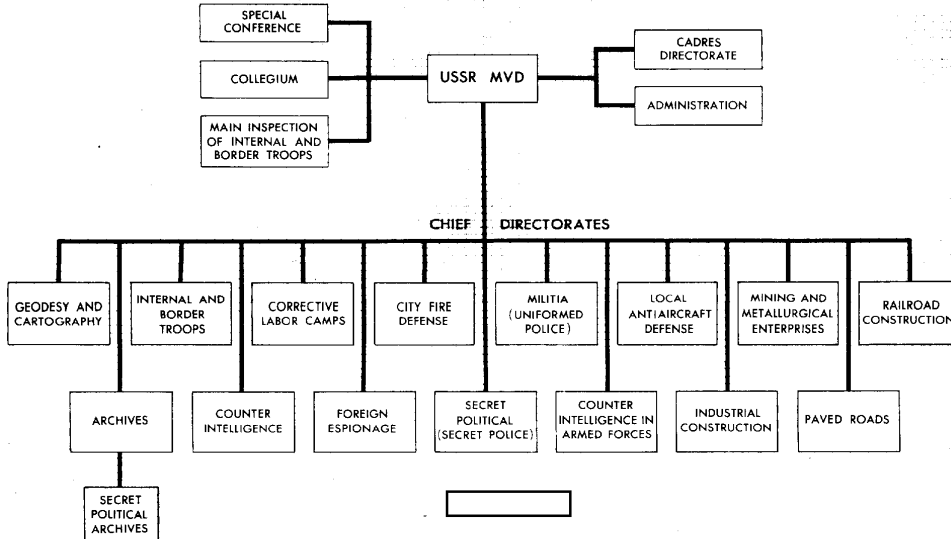 SPECIAL
CONFERENCE
COLLEGIUM
MAIN INSPECTION
OF INTERNAL AND
BORDER TROOPS
USSR MVD
CADRES
DIRECTORATE
ADMINISTRATION
CHIEF DIRECTORATES
GEODESY AND
CARTOGRAPHY
INTERNAL AND
BORDER
TROOPS
CORRECTIVE
LABOR CAMPS
CITY FIRE
DEFENSE
MILITIA
(UNIFORMED
POLICE)
LOCAL
ANTIAIRCRAFT
DEFENSE
MINING AND
METALLURGICAL
ENTERPRISES
RAILROAD
CONSTRUCTION
ARCHIVES
COUNTER
INTELLIGENCE
FOREIGN
ESPIONAGE
SECRET
POLITICAL
(SECRET POLICE)
COUNTER
INTELLIGENCE IN
ARMED FORCES
INDUSTRIAL
CONSTRUCTION
PAVED ROADS
SECRET
POLITICAL
ARCHIVES